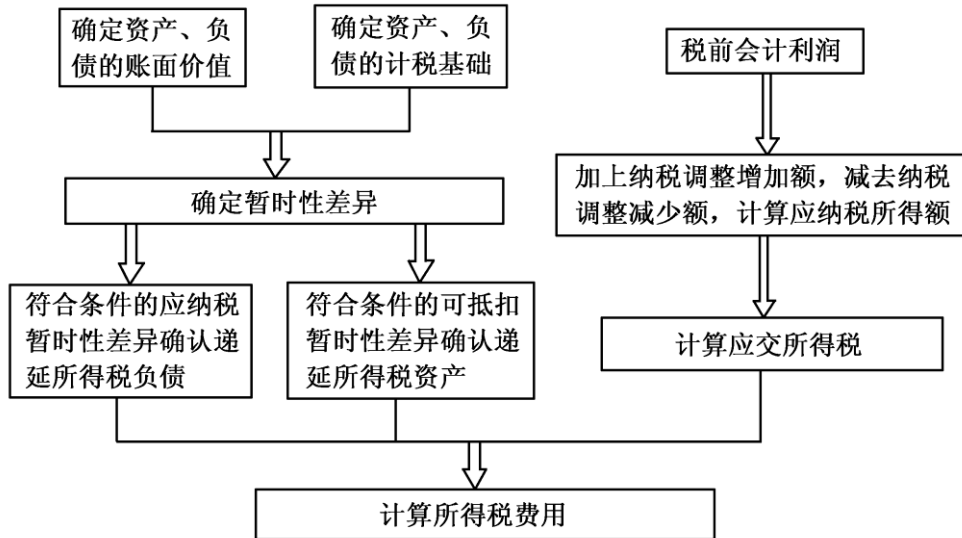 确定资产、负
债的账面价值
确定资产、负
债的计税基础
税前会计利润
确定暂时性差异
加上纳税调整增加额，减去纳税
调整减少额，计算应纳税所得额
符合条件的应纳税
暂时性差异确认递
延所得税负债
符合条件的可抵扣
暂时性差异确认递
延所得税资产
计算应交所得税
计算所得税费用